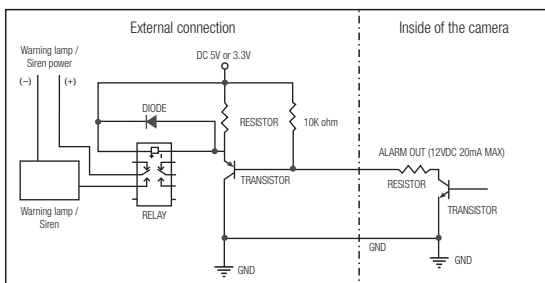 External connection
Inside of the camera
Warning lamp /
Siren power
(−)
(+)
DC 5V or 3.3V
DIODE
RESISTOR
10K ohm
ALARM OUT (12VDC 20mA MAX)
RESISTOR
TRANSISTOR
TRANSISTOR
Warning lamp /
Siren
RELAY
GND
GND
GND